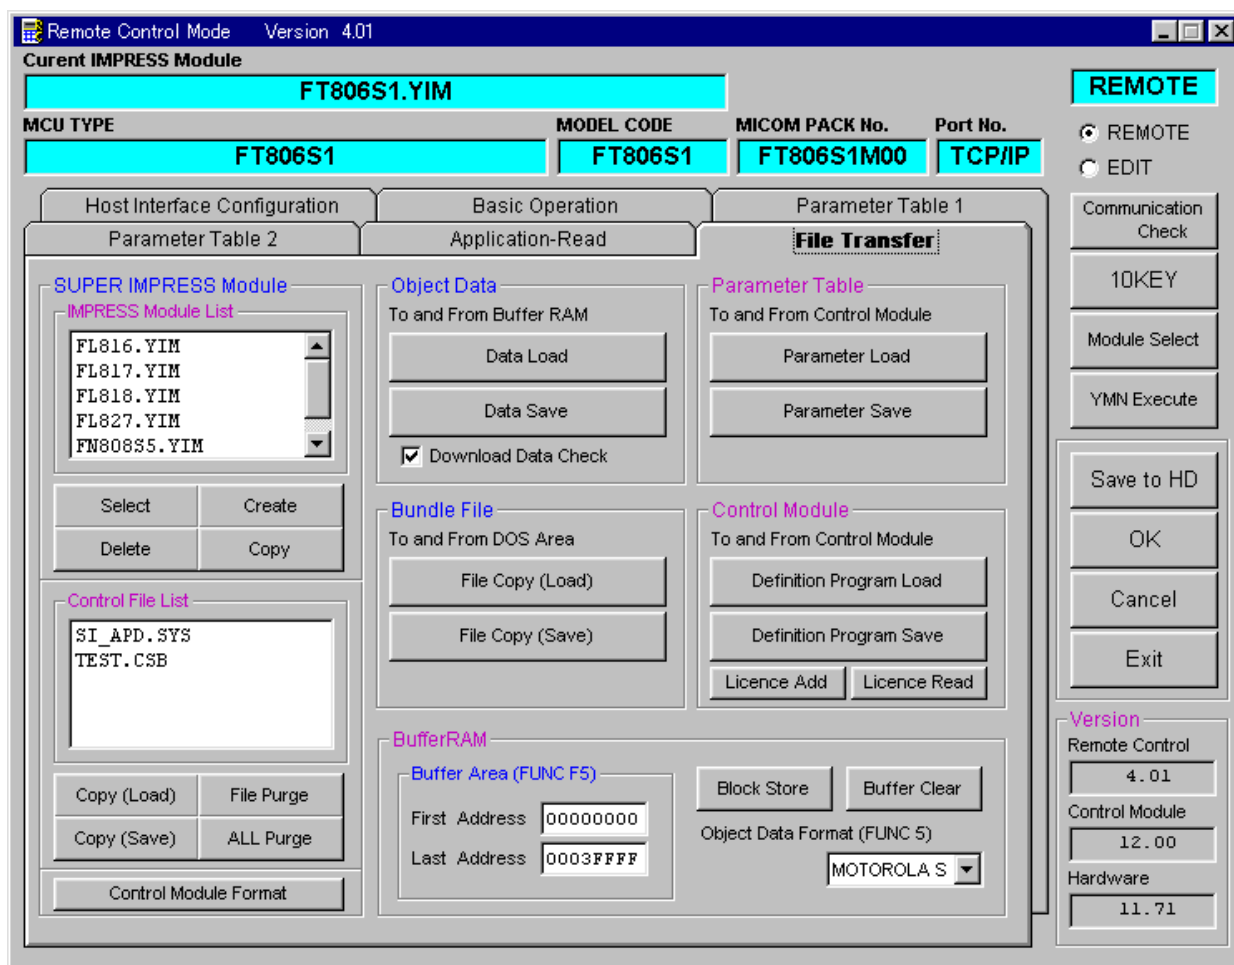 Remote Control Mode Version 4.01
Curent IMPRESS Module
FT806S1.YIM
REMOTE
MCU TYPE
MODEL CODE
MICOM PACK No.
Port No.
FT806S1
FT806S1
FT806S1M00
TCP/IP
REMOTE
EDIT
Host Interface Configuration
Basic Operation
Parameter Table 1
Parameter Table 2
Application-Read
File Transfer
SUPER IMPRESS Module
IMPRESS Module List
FL816.YIM
FL817.YIM
FL818.YIM
FL827.YIM
FN808S5.YIM
Select
Create
Delete
Copy
Control File List
SI_APD.SYS
TEST.CSB
Copy (Load)
File Purge
Copy (Save)
ALL Purge
Control Module Format
Object Data
To and From Buffer RAM
Data Load
Data Save
Download Data Check
Bundle File
To and From DOS Area
File Copy (Load)
File Copy (Save)
Parameter Table
To and From Control Module
Parameter Load
Parameter Save
Control Module
To and From Control Module
Definition Program Load
Definition Program Save
Licence Add
Licence Read
BufferRAM
Buffer Area (FUNC F5)
First Address 00000000
Last Address 0003FFFF
Block Store
Buffer Clear
Object Data Format (FUNC 5)
MOTOROLA S
Communication
Check
10KEY
Module Select
YMN Execute
Save to HD
OK
Cancel
Exit
Version
Remote Control
4.01
Control Module
12.00
Hardware
11.71